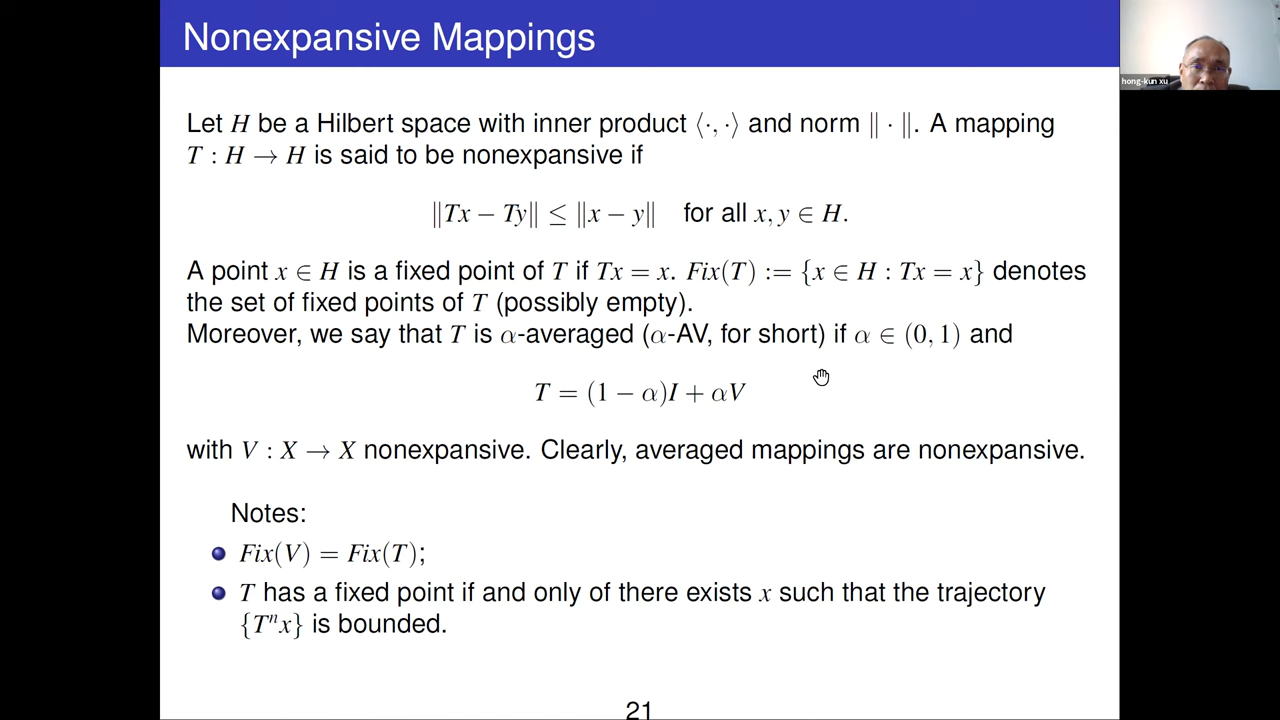 Nonexpansive Mappings
hong-kun xu
Let H be a Hilbert space with inner product ⟨·, ·⟩ and norm ‖ · ‖. A mapping
T : H → H is said to be nonexpansive if
‖Tx − Ty‖ ≤ ‖x − y‖ for all x, y ∈ H.
A point x ∈ H is a fixed point of T if Tx = x. Fix(T) := {x ∈ H : Tx = x} denotes
the set of fixed points of T (possibly empty).
Moreover, we say that T is α-averaged (α-AV, for short) if α ∈ (0, 1) and
T = (1 − α)I + αV
with V : X → X nonexpansive. Clearly, averaged mappings are nonexpansive.
Notes:
Fix(V) = Fix(T);
T has a fixed point if and only of there exists x such that the trajectory
{Tⁿx} is bounded.
21